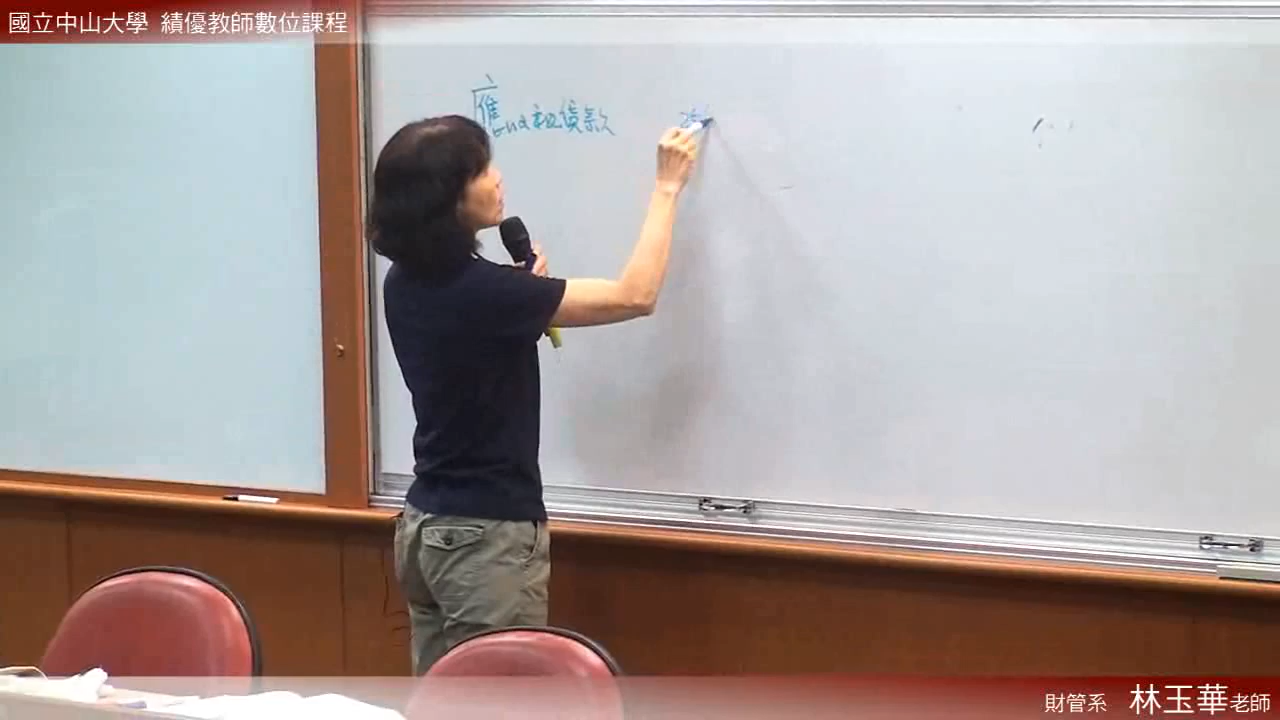 國立中山大學 績優教師數位課程
應收租賃款
財管系 林玉華老師